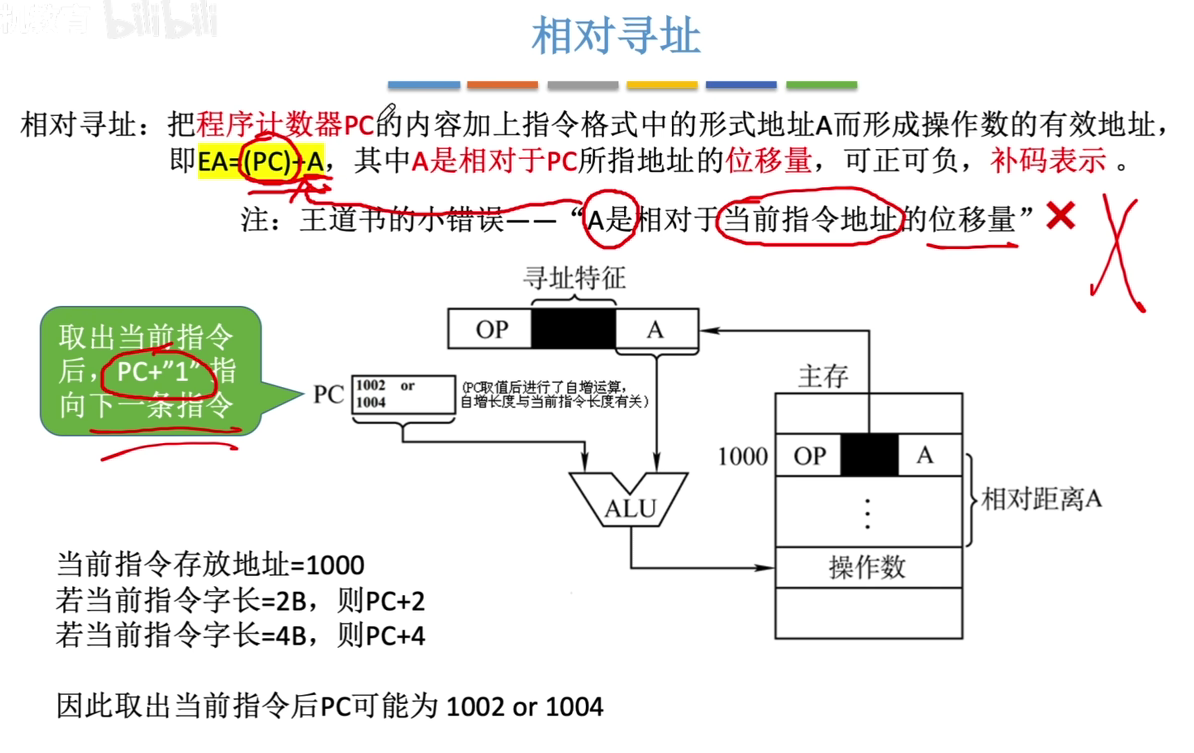 教育 bilibili
相对寻址
相对寻址：把程序计数器PC的内容加上指令格式中的形式地址A而形成操作数的有效地址，
即EA=(PC)+A，其中A是相对于PC所指地址的位移量，可正可负，补码表示 。
注：王道书的小错误——“A是相对于当前指令地址的位移量”❌
寻址特征
OP A
取出当前指令
后，PC+”1”指
向下一条指令
PC
1002 or
1004
(PC取值后进行了自增运算，
自增长度与当前指令长度有关)
主存
1000 OP A
相对距离A
ALU
⋮
操作数
当前指令存放地址=1000
若当前指令字长=2B，则PC+2
若当前指令字长=4B，则PC+4
因此取出当前指令后PC可能为 1002 or 1004